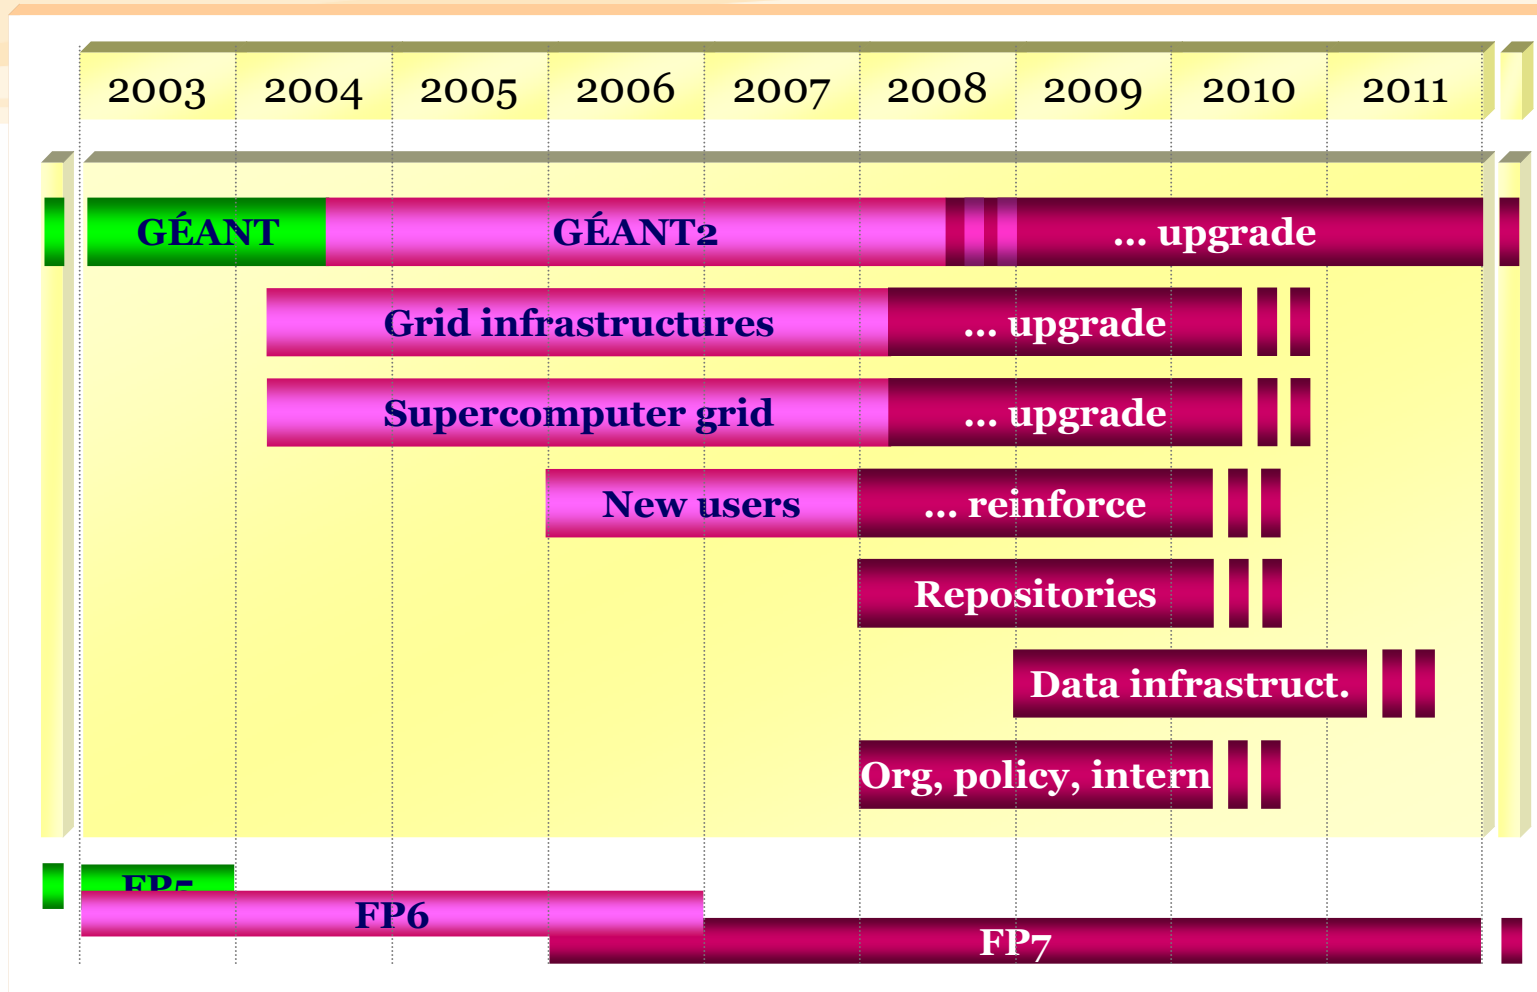 2003 2004 2005 2006 2007 2008 2009 2010 2011
GÉANT GÉANT2 ... upgrade
Grid infrastructures ... upgrade
Supercomputer grid ... upgrade
New users ... reinforce
Repositories
Data infrastruct.
Org, policy, intern
FP5
FP6
FP7